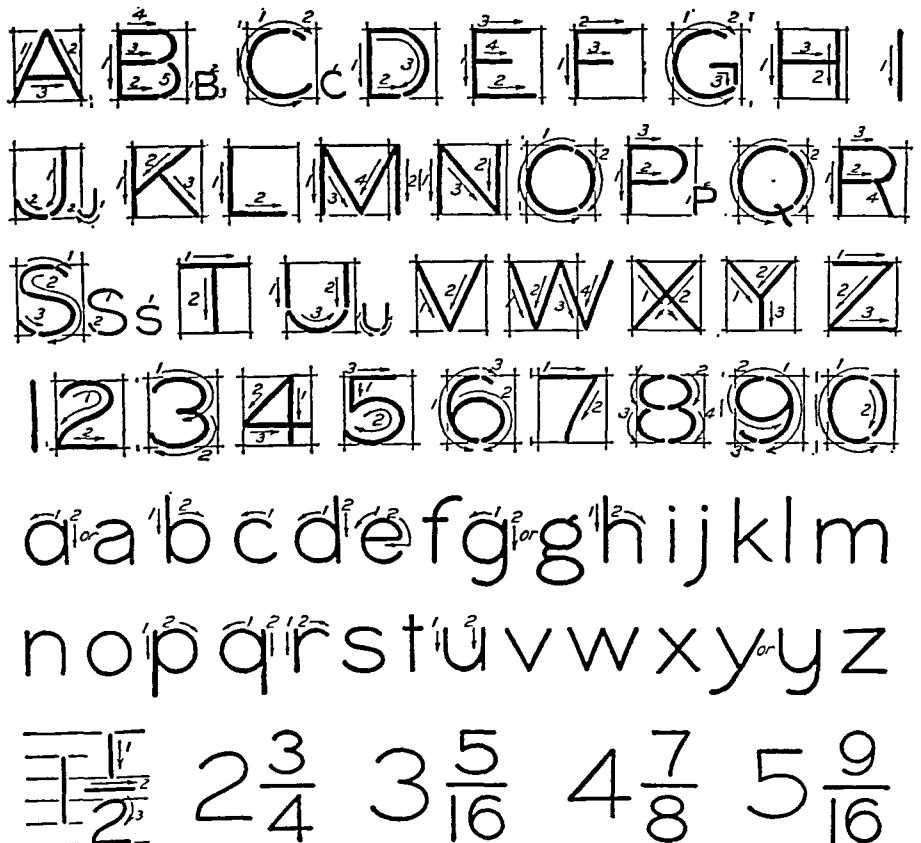 A B B C C D E F G H I
J J K L M N O P P Q R
S S S T U U V W X Y Z
1 2 3 4 5 6 7 8 9 0
a or a b c d e f g or g h i j k l m
n o p q r s t u v w x y or y z
1 1/2 2 3/4 3 5/16 4 7/8 5 9/16